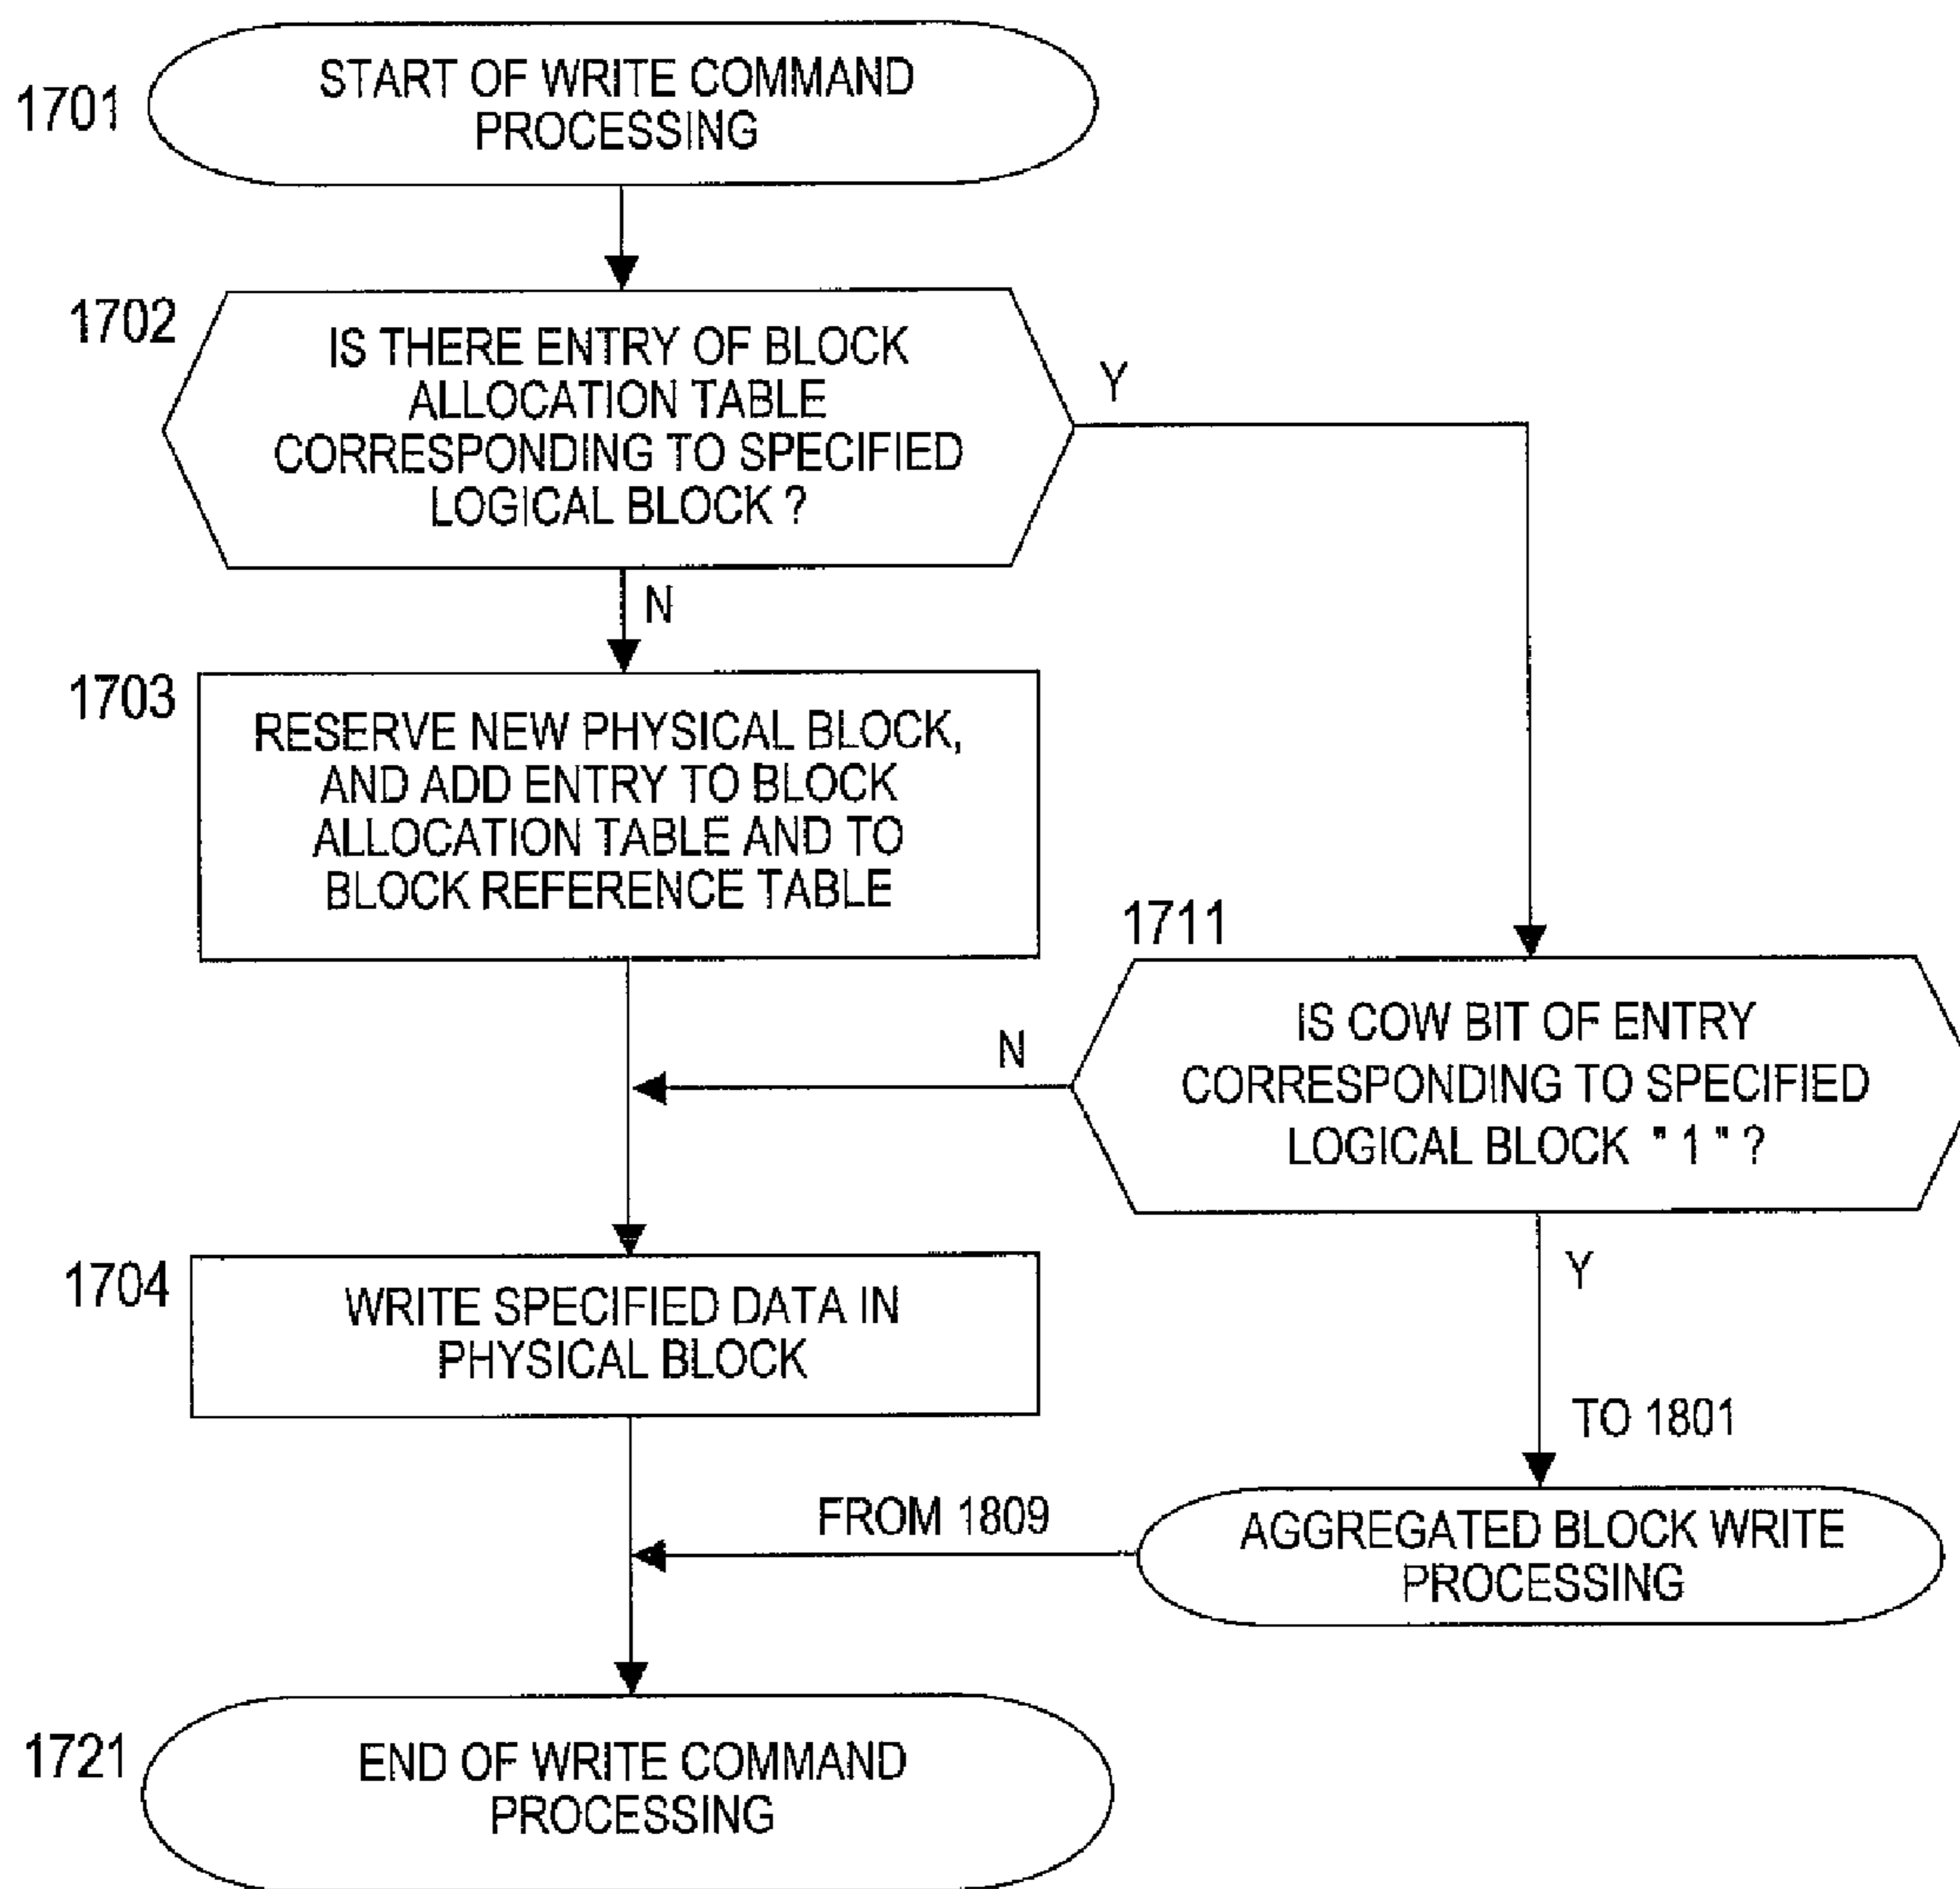 1701
START OF WRITE COMMAND
PROCESSING
1702
IS THERE ENTRY OF BLOCK
ALLOCATION TABLE
CORRESPONDING TO SPECIFIED
LOGICAL BLOCK ?
Y
N
1703
RESERVE NEW PHYSICAL BLOCK,
AND ADD ENTRY TO BLOCK
ALLOCATION TABLE AND TO
BLOCK REFERENCE TABLE
1711
IS COW BIT OF ENTRY
CORRESPONDING TO SPECIFIED
LOGICAL BLOCK " 1 " ?
N
Y
1704
WRITE SPECIFIED DATA IN
PHYSICAL BLOCK
TO 1801
FROM 1809
AGGREGATED BLOCK WRITE
PROCESSING
1721
END OF WRITE COMMAND
PROCESSING